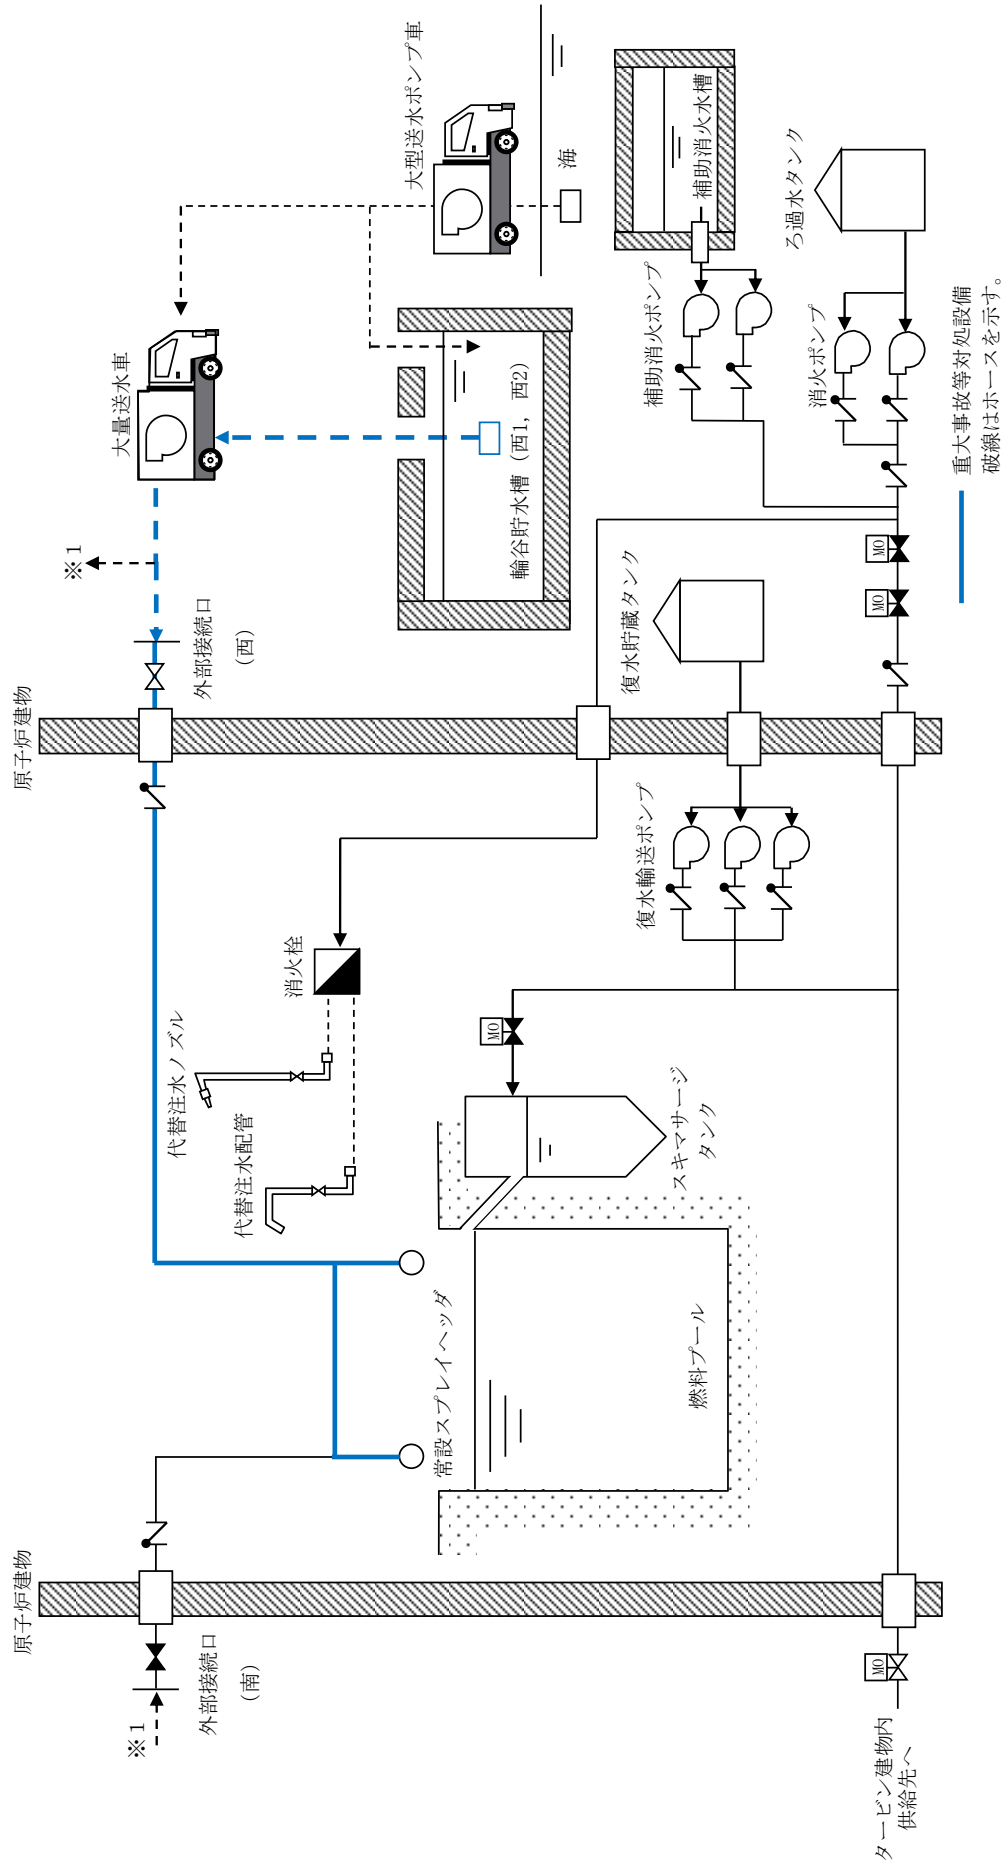 原子炉建物
※1
外部接続口
（南）
常設スプレイヘッダ
燃料プール
タービン建物内
供給先へ
MO
代替注水ノズル
代替注水配管
消火栓
MO
スキマサージ
タンク
復水輸送ポンプ
原子炉建物
外部接続口
（西）
※1
大量送水車
輪谷貯水槽（西1，西2）
大型送水ポンプ車
海
補助消火水槽
補助消火ポンプ
復水貯蔵タンク
ろ過水タンク
消火ポンプ
MO
MO
重大事故等対処設備
破線はホースを示す。